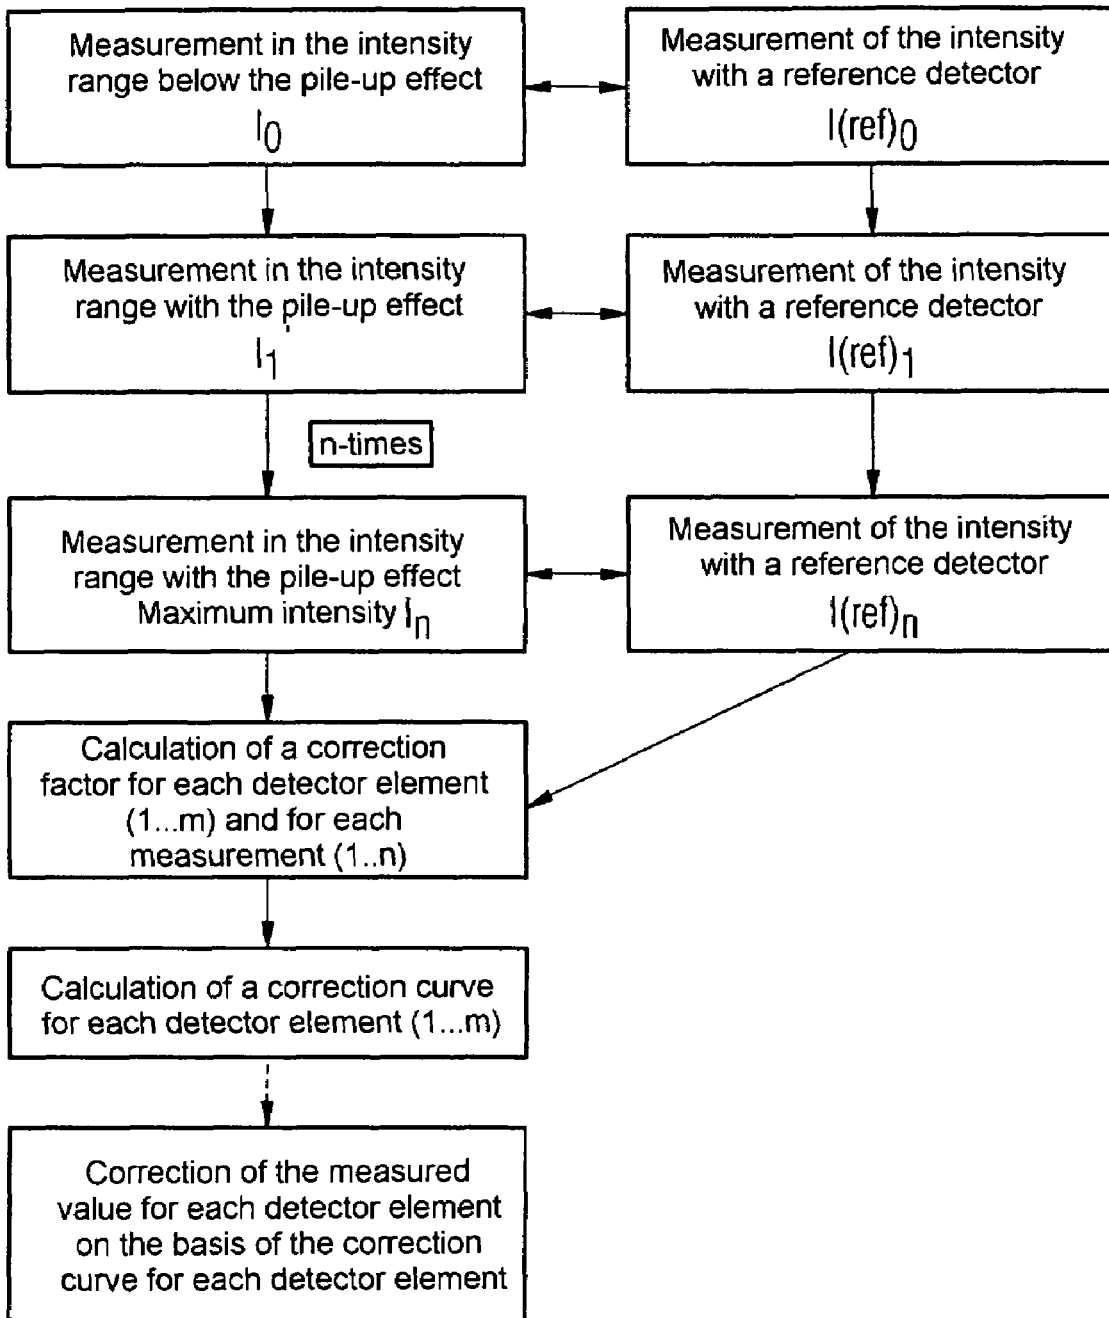 Measurement in the intensity
range below the pile-up effect
I0
Measurement of the intensity
with a reference detector
I(ref)0
Measurement in the intensity
range with the pile-up effect
I1
Measurement of the intensity
with a reference detector
I(ref)1
n-times
Measurement in the intensity
range with the pile-up effect
Maximum intensity In
Measurement of the intensity
with a reference detector
I(ref)n
Calculation of a correction
factor for each detector element
(1...m) and for each
measurement (1..n)
Calculation of a correction curve
for each detector element (1...m)
Correction of the measured
value for each detector element
on the basis of the correction
curve for each detector element